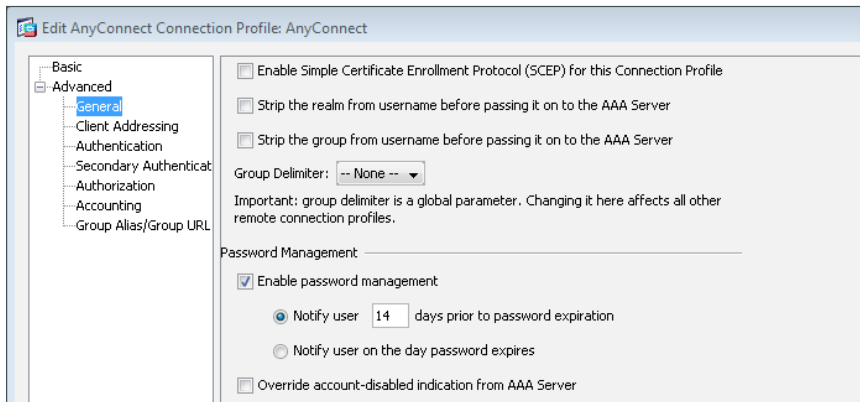 Edit AnyConnect Connection Profile: AnyConnect
Basic
Advanced
General
Client Addressing
Authentication
Secondary Authenticat
Authorization
Accounting
Group Alias/Group URL
Enable Simple Certificate Enrollment Protocol (SCEP) for this Connection Profile
Strip the realm from username before passing it on to the AAA Server
Strip the group from username before passing it on to the AAA Server
Group Delimiter: -- None --
Important: group delimiter is a global parameter. Changing it here affects all other
remote connection profiles.
Password Management
Enable password management
Notify user 14 days prior to password expiration
Notify user on the day password expires
Override account-disabled indication from AAA Server